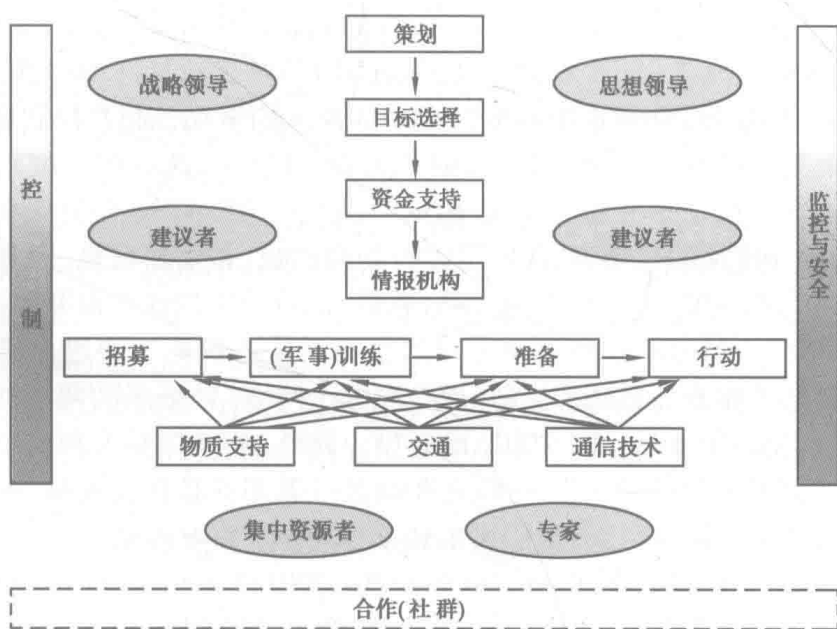 策划
战略领导
思想领导
目标选择
控制
监控与安全
资金支持
建议者
建议者
情报机构
招募
(军事)训练
准备
行动
物质支持
交通
通信技术
集中资源者
专家
合作(社群)